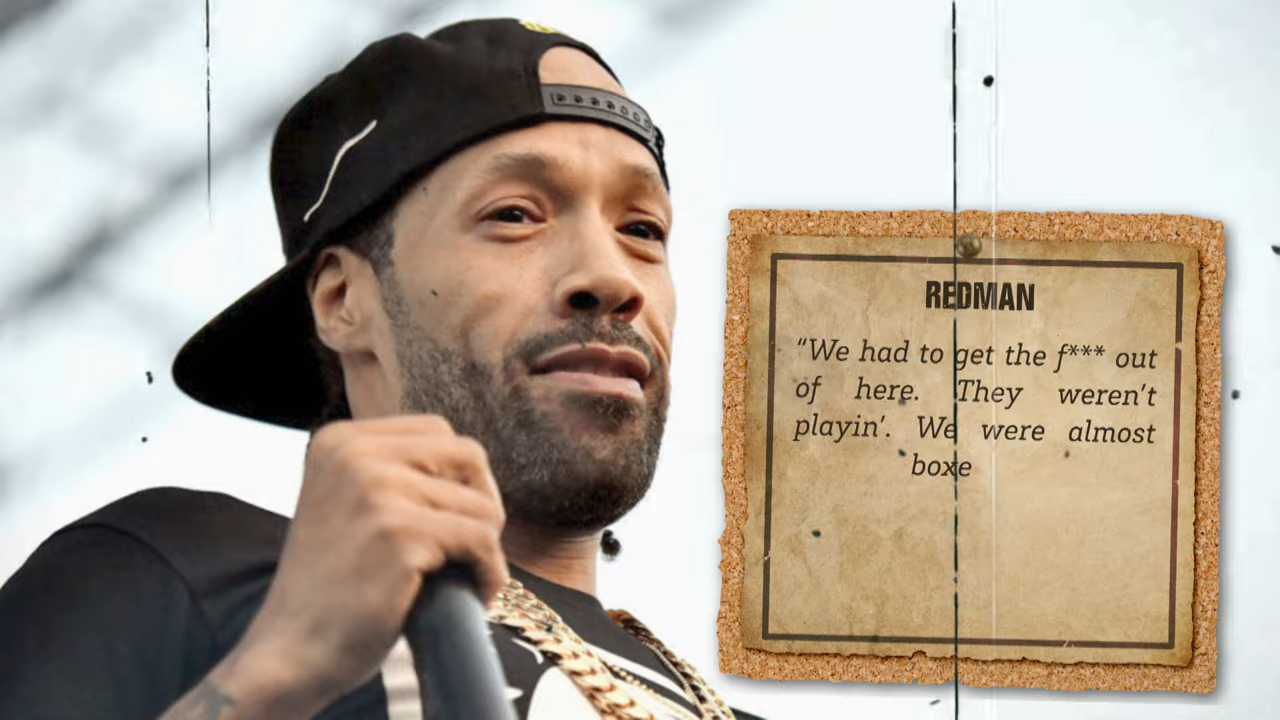 REDMAN
“We had to get the f*** out
of here. They weren't
playin'. We were almost
boxe